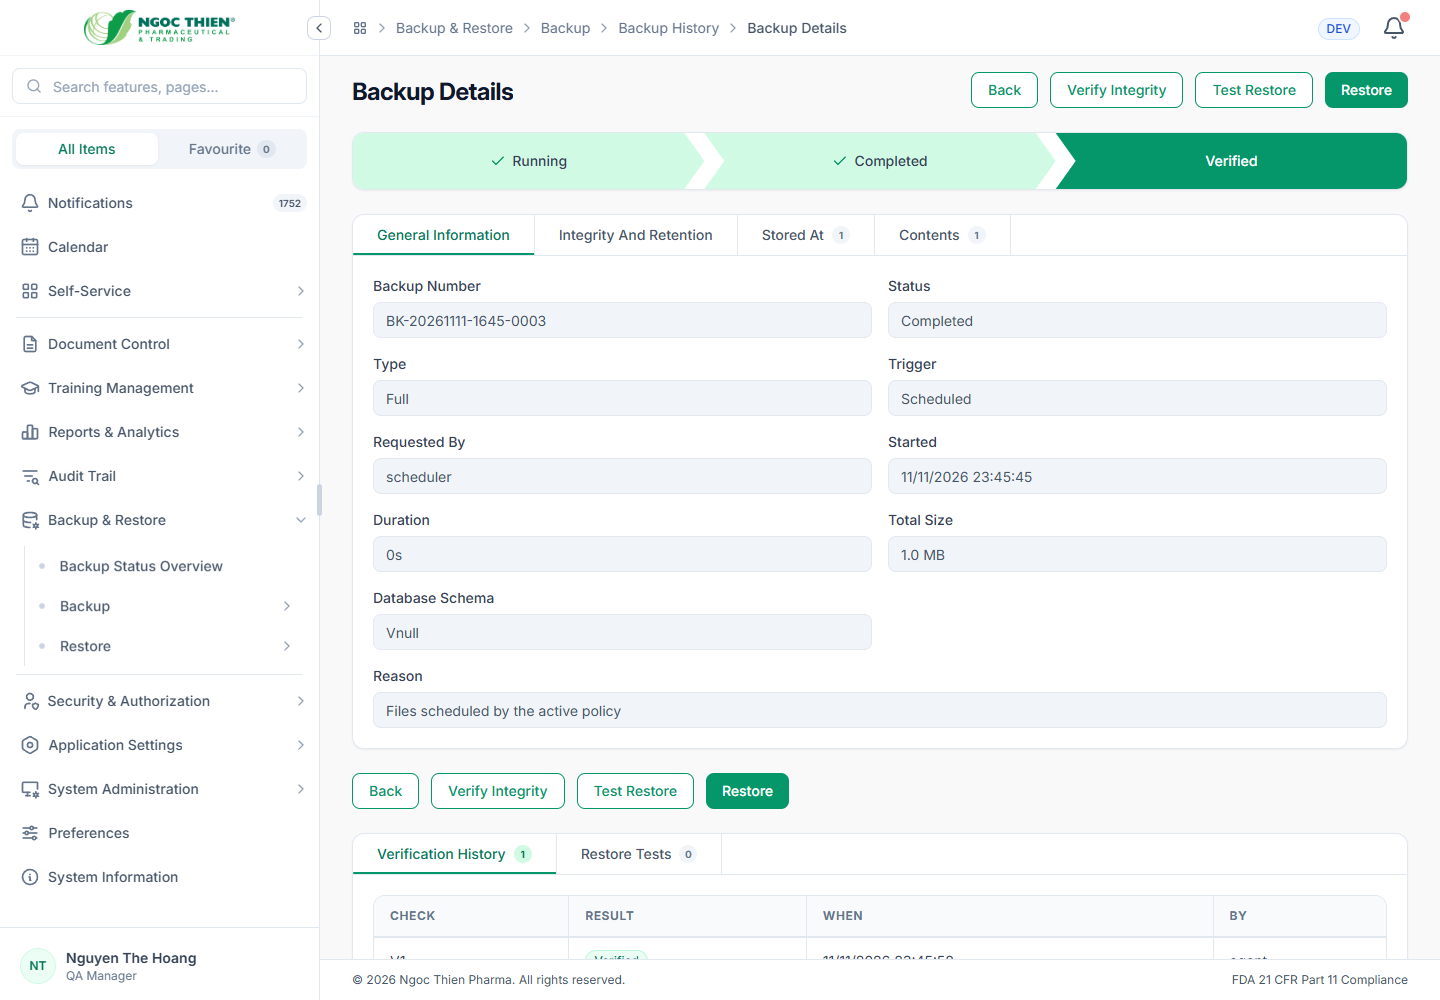 NGOC THIEN®
PHARMACEUTICAL
& TRADING
Search features, pages...
All Items
Favourite 0
Notifications 1752
Calendar
Self-Service
Document Control
Training Management
Reports & Analytics
Audit Trail
Backup & Restore
Backup Status Overview
Backup
Restore
Security & Authorization
Application Settings
System Administration
Preferences
System Information
NT
Nguyen The Hoang
QA Manager
Backup & Restore > Backup > Backup History > Backup Details
DEV
Backup Details
Back
Verify Integrity
Test Restore
Restore
Running
Completed
Verified
General Information
Integrity And Retention
Stored At 1
Contents 1
Backup Number
BK-20261111-1645-0003
Status
Completed
Type
Full
Trigger
Scheduled
Requested By
scheduler
Started
11/11/2026 23:45:45
Duration
0s
Total Size
1.0 MB
Database Schema
Vnull
Reason
Files scheduled by the active policy
Back
Verify Integrity
Test Restore
Restore
Verification History 1
Restore Tests 0
CHECK
RESULT
WHEN
BY
V1
Verified
© 2026 Ngoc Thien Pharma. All rights reserved.
FDA 21 CFR Part 11 Compliance